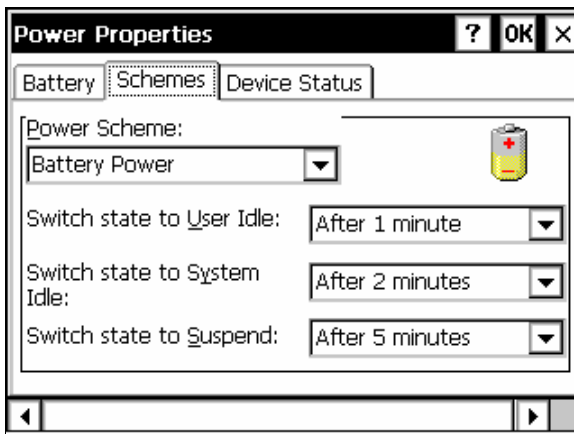 Power Properties ? OK ×
Battery Schemes Device Status
Power Scheme:
Battery Power
Switch state to User Idle: After 1 minute
Switch state to System
Idle:
After 2 minutes
Switch state to Suspend: After 5 minutes